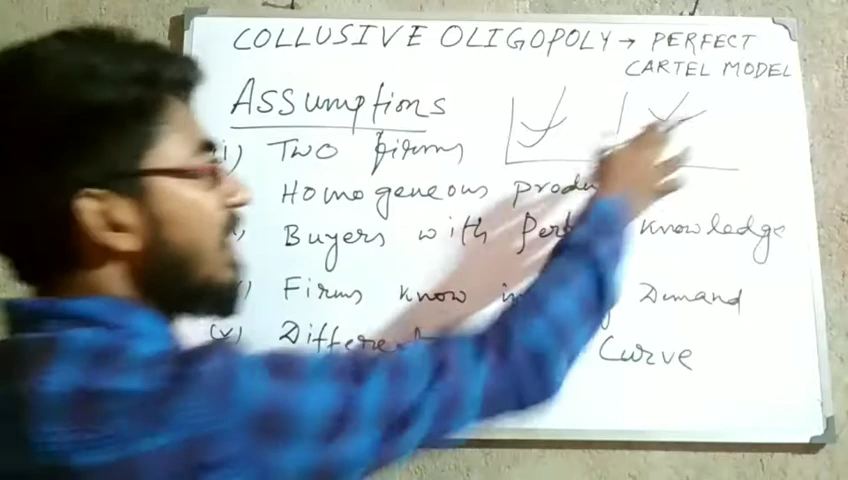 COLLUSIVE OLIGOPOLY → PERFECT
CARTEL MODEL
Assumptions
i) Two firms
Homogeneous
Buyers with knowledge
Firms know Demand
(v) Curve